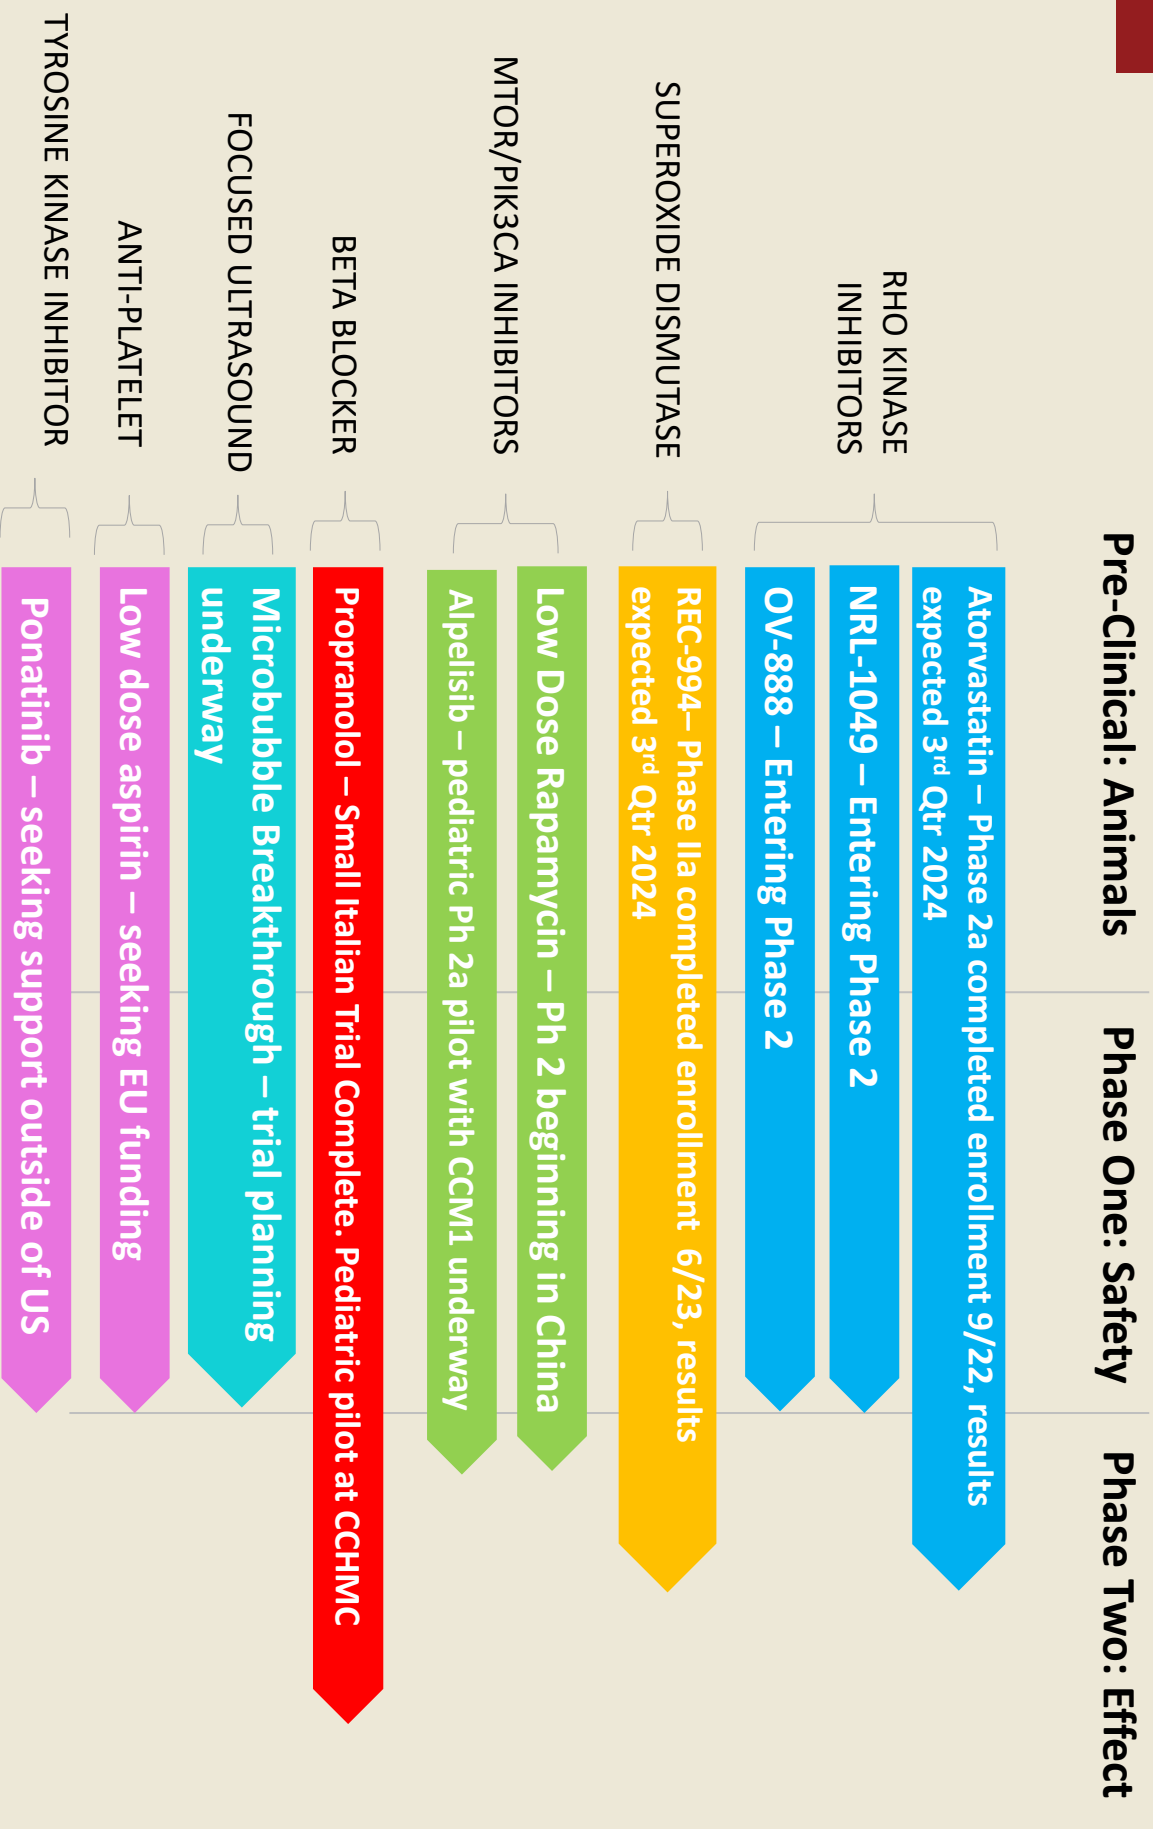 Pre-Clinical: Animals
Phase One: Safety
Phase Two: Effect
RHO KINASE
INHIBITORS
Atorvastatin – Phase 2a completed enrollment 9/22, results
expected 3rd Qtr 2024
NRL-1049 – Entering Phase 2
OV-888 – Entering Phase 2
SUPEROXIDE DISMUTASE
REC-994– Phase IIa completed enrollment 6/23, results
expected 3rd Qtr 2024
MTOR/PIK3CA INHIBITORS
Low Dose Rapamycin – Ph 2 beginning in China
Alpelisib – pediatric Ph 2a pilot with CCM1 underway
BETA BLOCKER
Propranolol – Small Italian Trial Complete. Pediatric pilot at CCHMC
FOCUSED ULTRASOUND
Microbubble Breakthrough – trial planning
underway
ANTI-PLATELET
Low dose aspirin – seeking EU funding
TYROSINE KINASE INHIBITOR
Ponatinib – seeking support outside of US